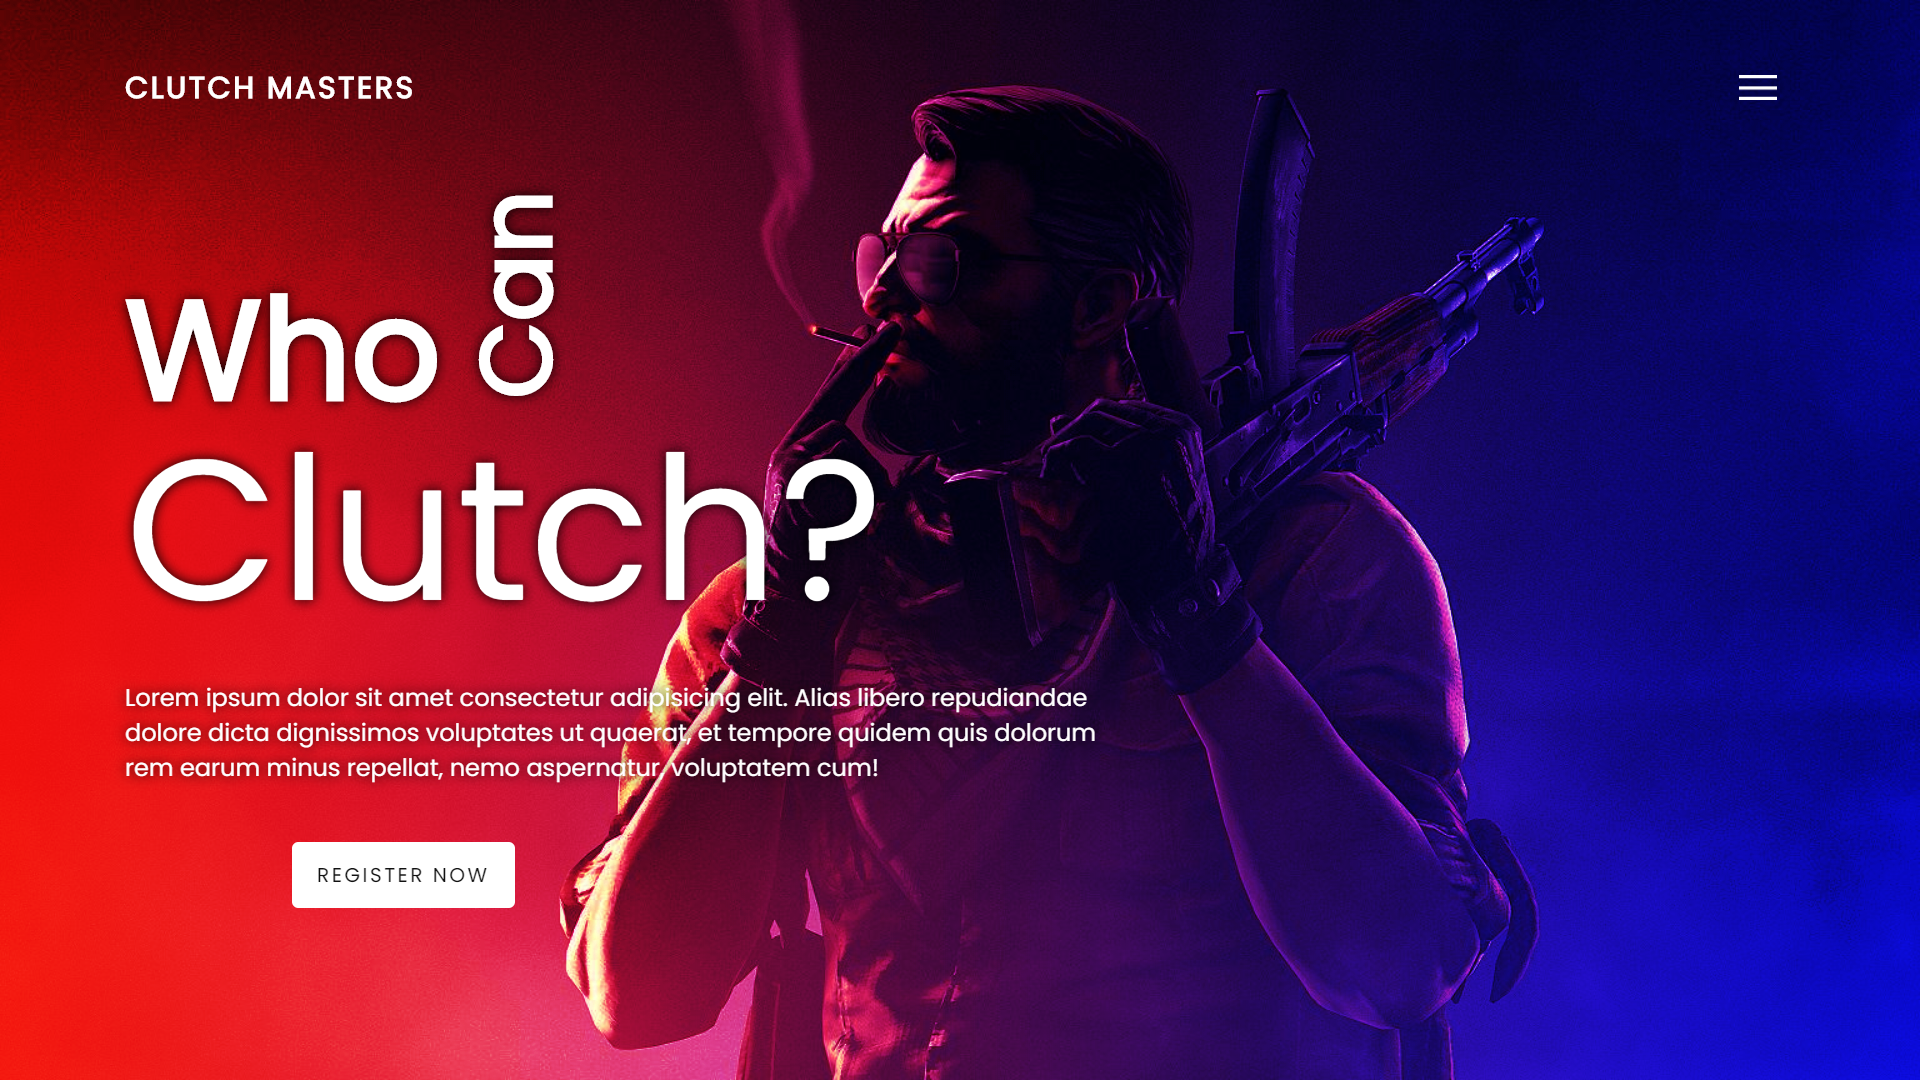 CLUTCH MASTERS
Who can
Clutch?
Lorem ipsum dolor sit amet consectetur adipisicing elit. Alias libero repudiandae
dolore dicta dignissimos voluptates ut quaerat, et tempore quidem quis dolorum
rem earum minus repellat, nemo aspernatur, voluptatem cum!
REGISTER NOW